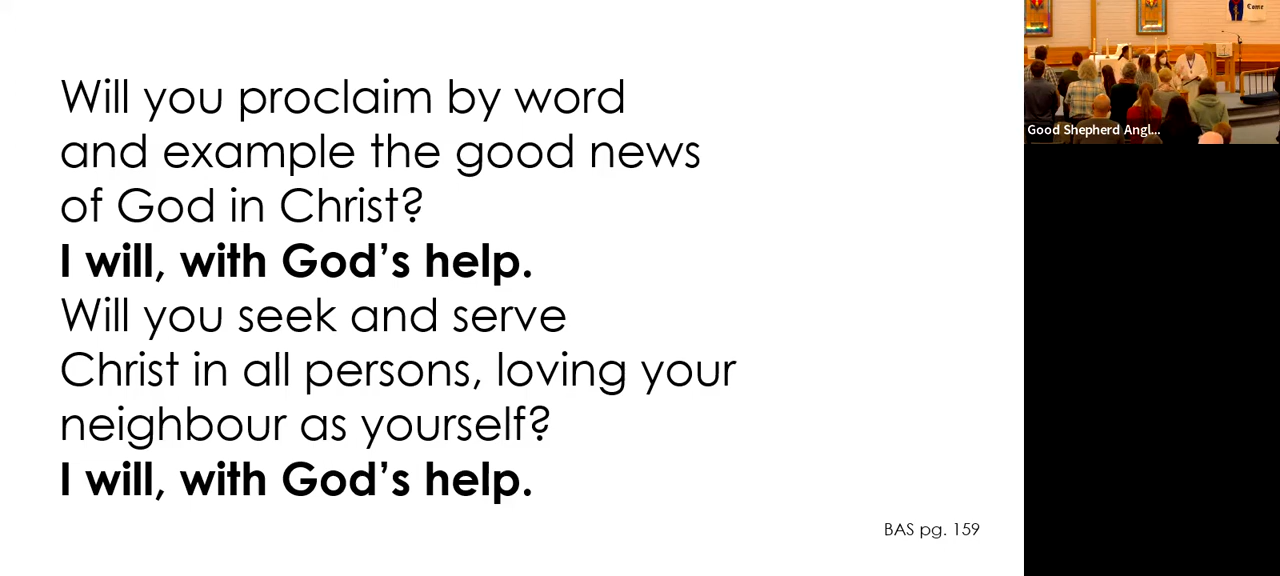 Will you proclaim by word
and example the good news
of God in Christ?
I will, with God’s help.
Will you seek and serve
Christ in all persons, loving your
neighbour as yourself?
I will, with God’s help.
BAS pg. 159
Come
Good Shepherd Angl...